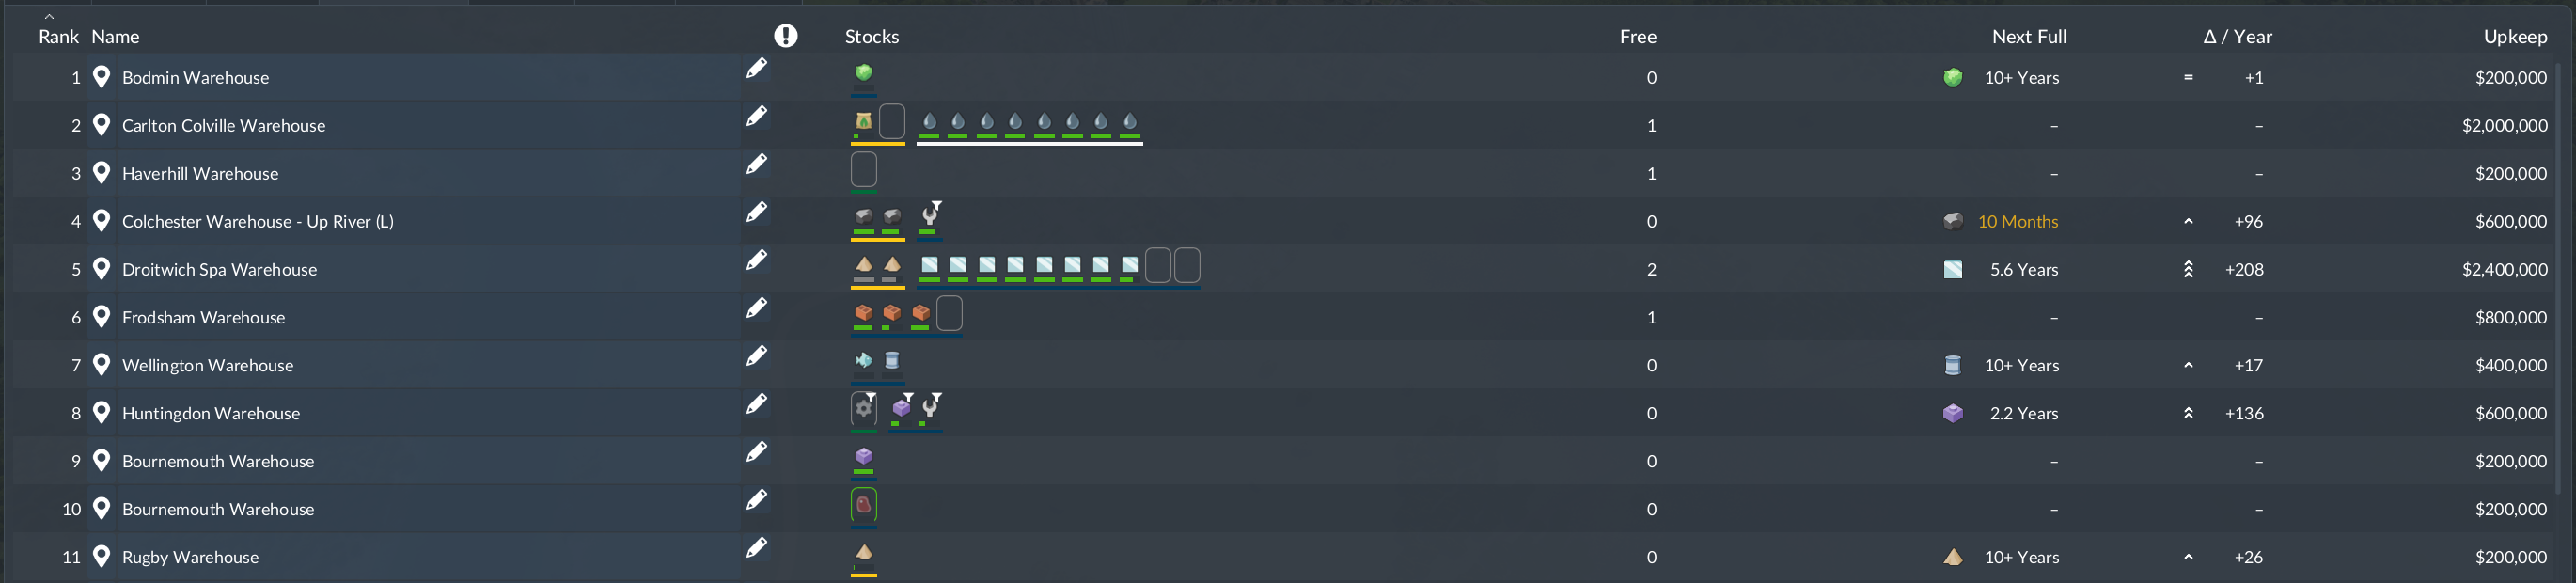 Rank Name Stocks Free Next Full Δ / Year Upkeep
1 Bodmin Warehouse 0 10+ Years = +1 $200,000
2 Carlton Colville Warehouse 1 – – $2,000,000
3 Haverhill Warehouse 1 – – $200,000
4 Colchester Warehouse - Up River (L) 0 10 Months +96 $600,000
5 Droitwich Spa Warehouse 2 5.6 Years +208 $2,400,000
6 Frodsham Warehouse 1 – – $800,000
7 Wellington Warehouse 0 10+ Years +17 $400,000
8 Huntingdon Warehouse 0 2.2 Years +136 $600,000
9 Bournemouth Warehouse 0 – – $200,000
10 Bournemouth Warehouse 0 – – $200,000
11 Rugby Warehouse 0 10+ Years +26 $200,000